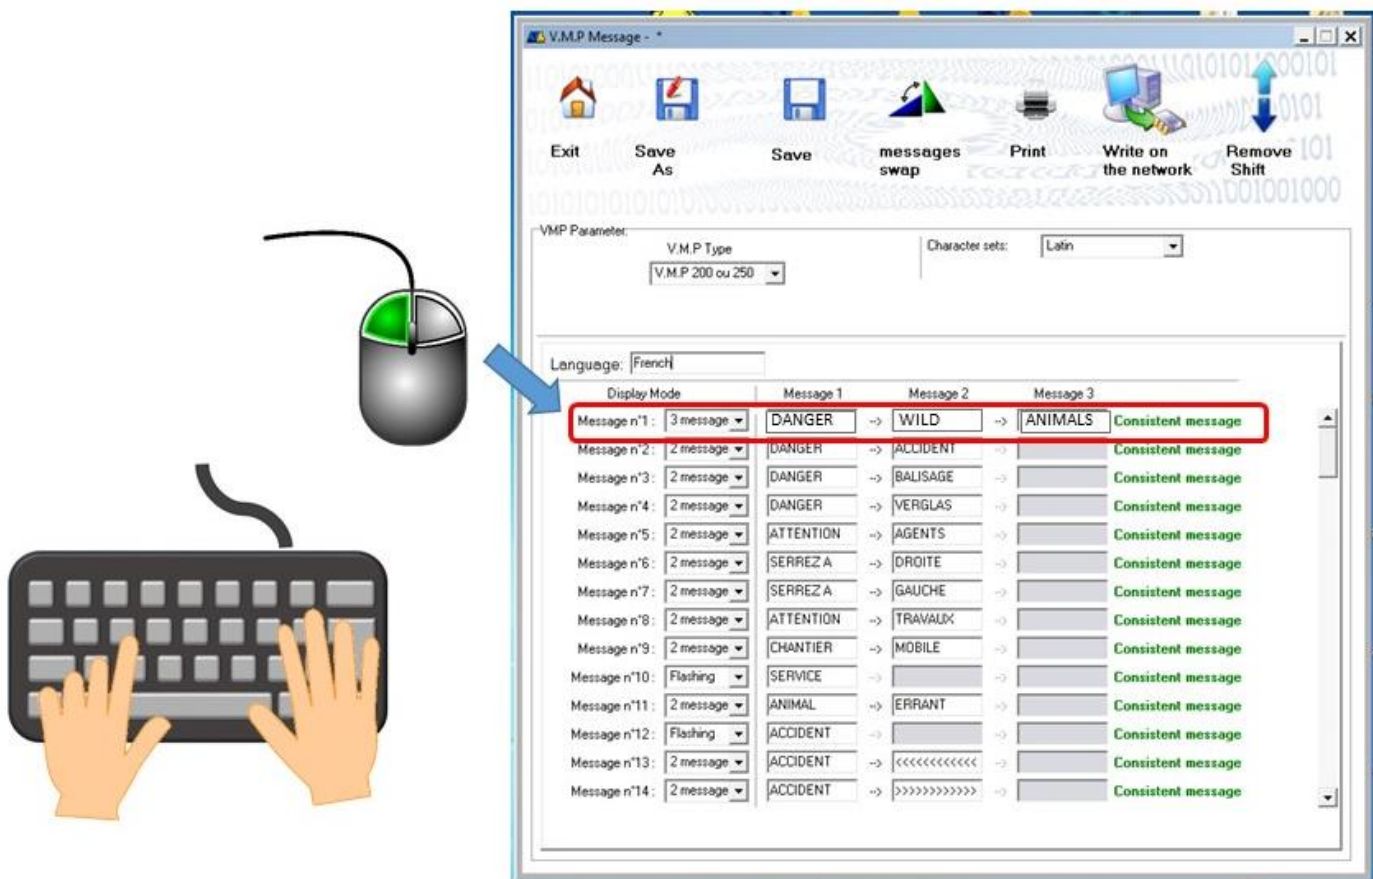 V.M.P Message - *
Exit Save As Save messages swap Print Write on the network Remove Shift
VMP Parameter:
V.M.P Type Character sets: Latin
V.M.P 200 ou 250
Language: French
Display Mode Message 1 Message 2 Message 3
Message n°1 : 3 message DANGER --> WILD --> ANIMALS Consistent message
Message n°2 : 2 message DANGER --> ACCIDENT --> Consistent message
Message n°3 : 2 message DANGER --> BALISAGE --> Consistent message
Message n°4 : 2 message DANGER --> VERGLAS --> Consistent message
Message n°5 : 2 message ATTENTION --> AGENTS --> Consistent message
Message n°6 : 2 message SERREZ A --> DROITE --> Consistent message
Message n°7 : 2 message SERREZ A --> GAUCHE --> Consistent message
Message n°8 : 2 message ATTENTION --> TRAVAUX --> Consistent message
Message n°9 : 2 message CHANTIER --> MOBILE --> Consistent message
Message n°10 : Flashing SERVICE --> --> Consistent message
Message n°11 : 2 message ANIMAL --> ERRANT --> Consistent message
Message n°12 : Flashing ACCIDENT --> --> Consistent message
Message n°13 : 2 message ACCIDENT --> <<<<<<<<<<<< --> Consistent message
Message n°14 : 2 message ACCIDENT --> >>>>>>>>>>>> --> Consistent message